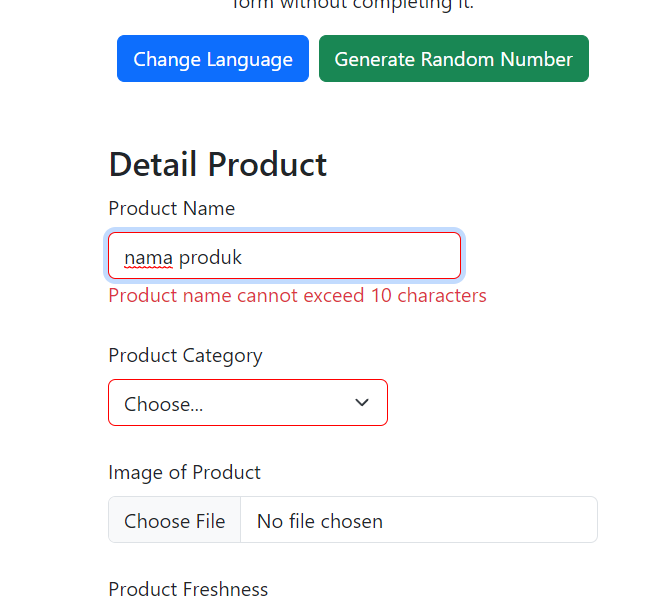 form without completing it.
Change Language Generate Random Number
Detail Product
Product Name
nama produk
Product name cannot exceed 10 characters
Product Category
Choose...
Image of Product
Choose File No file chosen
Product Freshness